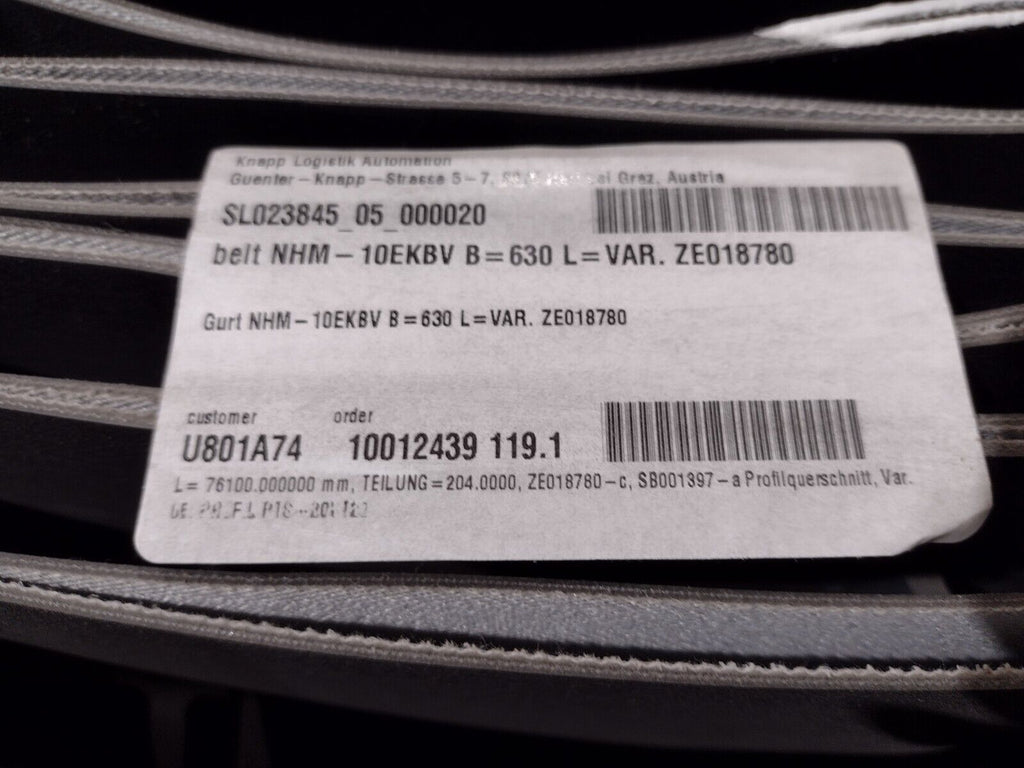 Knapp Logistik Automation
Guenter-Knapp-Strasse 5-7, Graz, Austria
SL023845_05_000020
belt NHM-10EKBV B=630 L=VAR. ZE018780
Gurt NHM-10EKBV B=630 L=VAR. ZE018780
customer order
U801A74 10012439 119.1
L= 76100.000000 mm, TEILUNG=204.0000, ZE018780-c, SB001397-a Profilquerschnitt, Var.